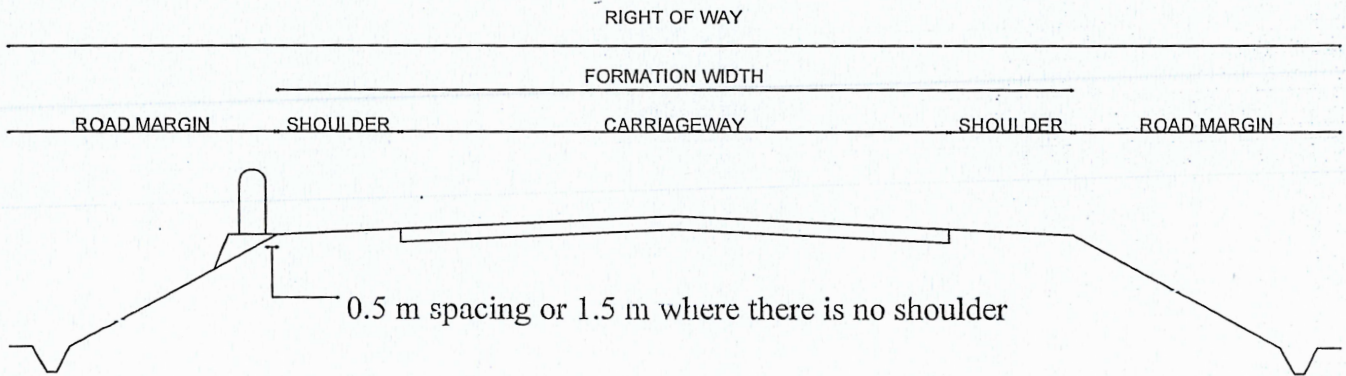 RIGHT OF WAY
FORMATION WIDTH
ROAD MARGIN SHOULDER CARRIAGEWAY SHOULDER ROAD MARGIN
0.5 m spacing or 1.5 m where there is no shoulder